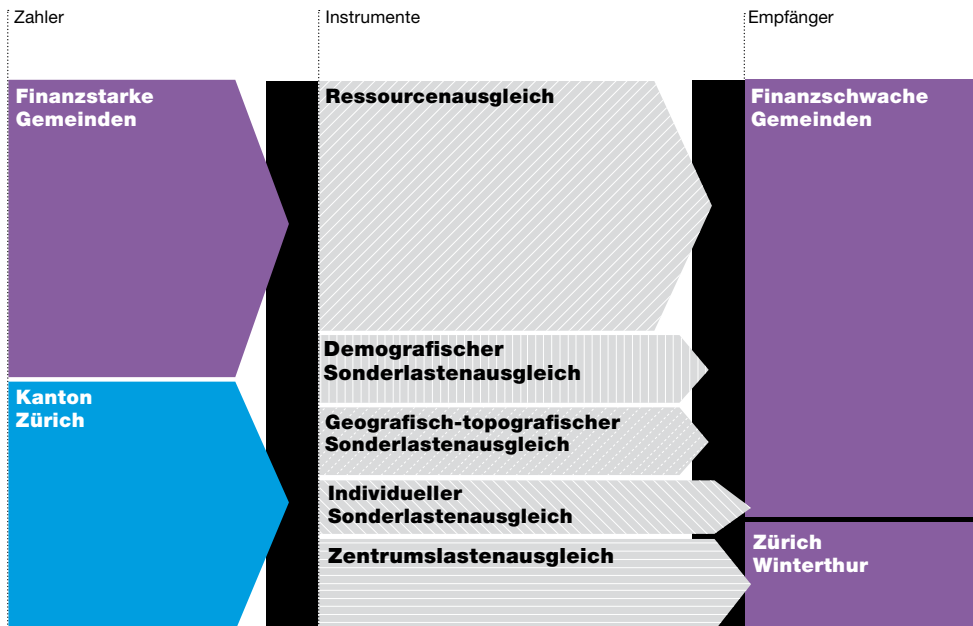 Zahler
Instrumente
Empfänger
Finanzstarke
Gemeinden
Ressourcenausgleich
Finanzschwache
Gemeinden
Demografischer
Sonderlastenausgleich
Kanton
Zürich
Geografisch-topografischer
Sonderlastenausgleich
Individueller
Sonderlastenausgleich
Zentrumslastenausgleich
Zürich
Winterthur